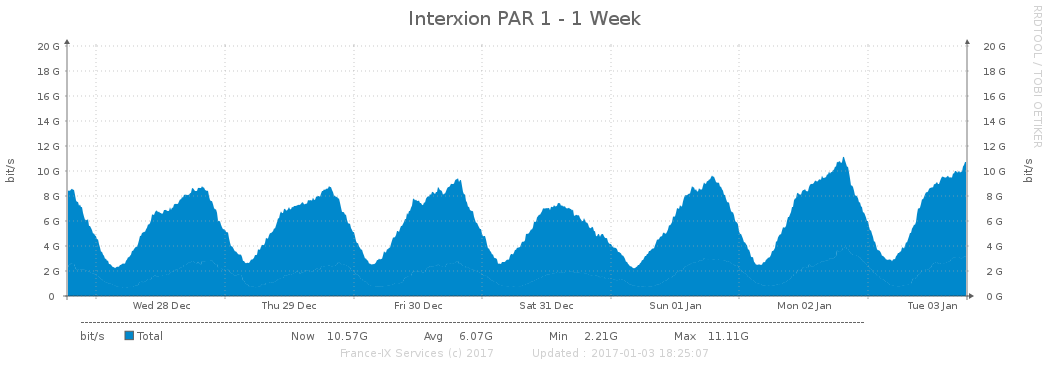 Interxion PAR 1 - 1 Week
RRDTOOL / TOBI OETIKER
bit/s
bit/s
20 G 20 G
18 G 18 G
16 G 16 G
14 G 14 G
12 G 12 G
10 G 10 G
8 G 8 G
6 G 6 G
4 G 4 G
2 G 2 G
0 0 G
Wed 28 Dec Thu 29 Dec Fri 30 Dec Sat 31 Dec Sun 01 Jan Mon 02 Jan Tue 03 Jan
bit/s Total Now 10.57G Avg 6.07G Min 2.21G Max 11.11G
France-IX Services (c) 2017 Updated : 2017-01-03 18:25:07